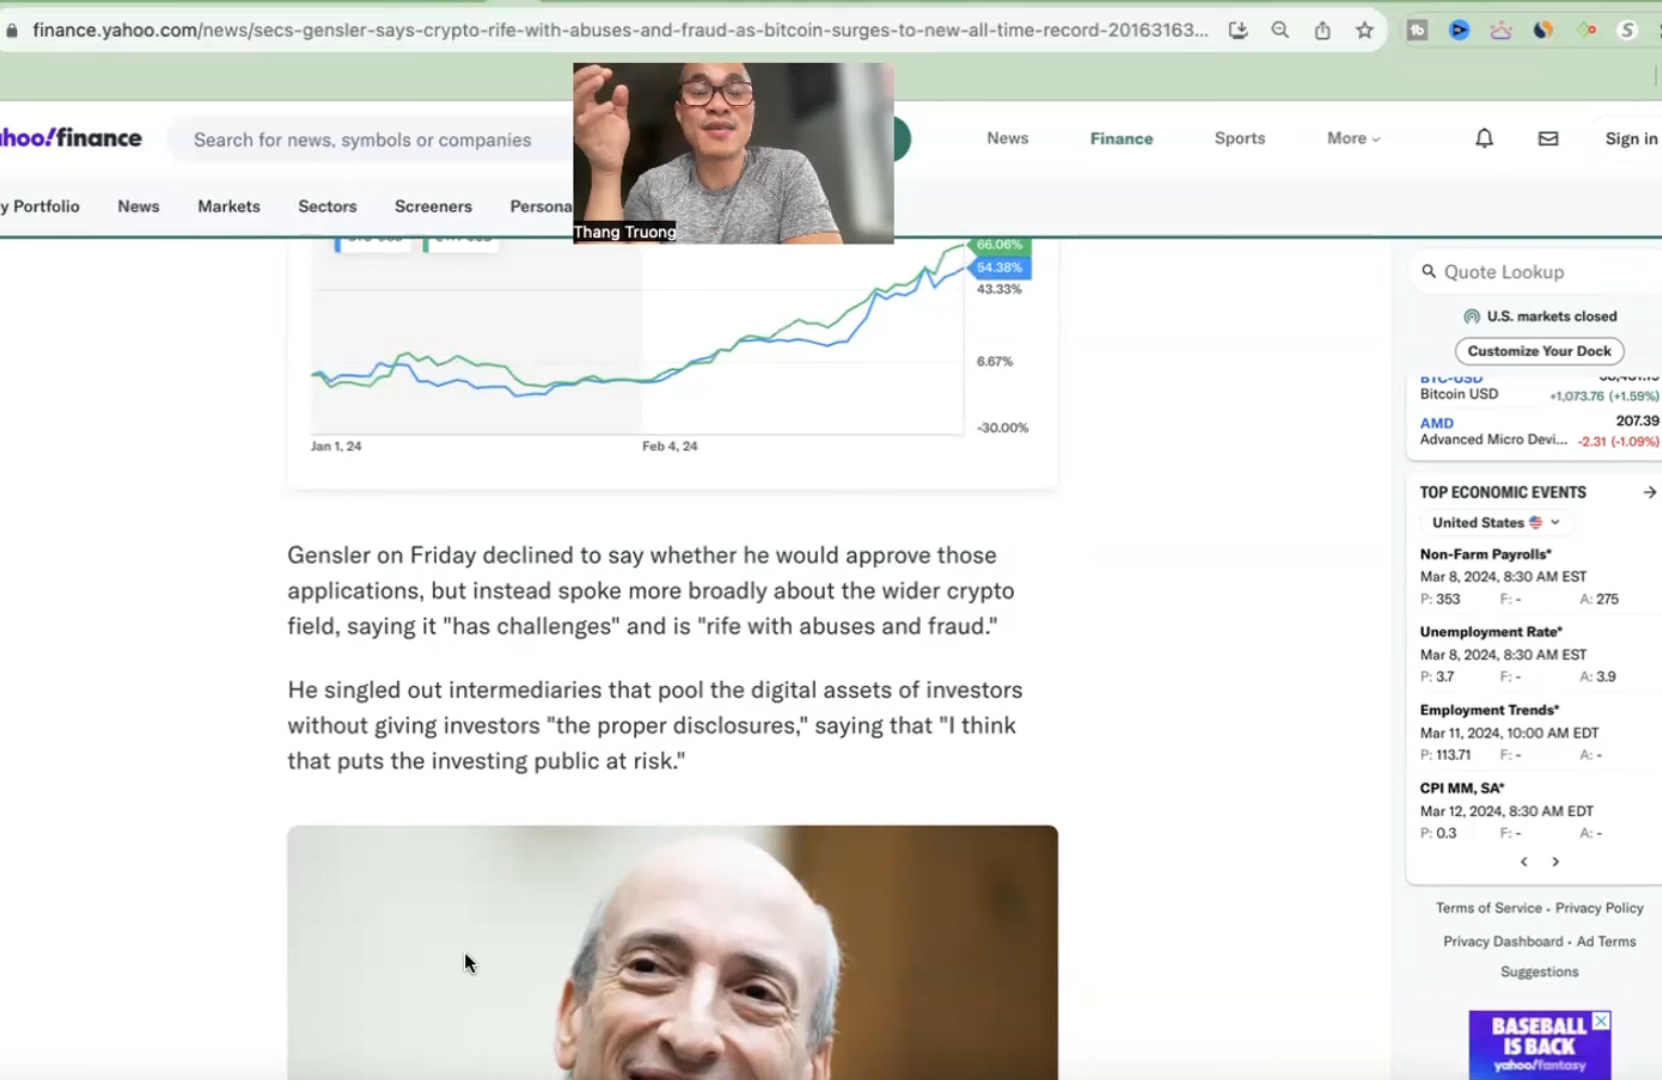 finance.yahoo.com/news/secs-gensler-says-crypto-rife-with-abuses-and-fraud-as-bitcoin-surges-to-new-all-time-record-20163163...
hoo!finance
Search for news, symbols or companies
News
Finance
Sports
More
Sign in
y Portfolio
News
Markets
Sectors
Screeners
Persona
Thang Truong
66.06%
54.38%
43.33%
6.67%
-30.00%
Jan 1, 24
Feb 4, 24
Gensler on Friday declined to say whether he would approve those
applications, but instead spoke more broadly about the wider crypto
field, saying it "has challenges" and is "rife with abuses and fraud."
He singled out intermediaries that pool the digital assets of investors
without giving investors "the proper disclosures," saying that "I think
that puts the investing public at risk."
Quote Lookup
U.S. markets closed
Customize Your Dock
BTC-USD
Bitcoin USD +1,073.76 (+1.59%)
AMD 207.39
Advanced Micro Devi... -2.31 (-1.09%)
TOP ECONOMIC EVENTS
United States
Non-Farm Payrolls*
Mar 8, 2024, 8:30 AM EST
P: 353 F: - A: 275
Unemployment Rate*
Mar 8, 2024, 8:30 AM EST
P: 3.7 F: - A: 3.9
Employment Trends*
Mar 11, 2024, 10:00 AM EDT
P: 113.71 F: - A: -
CPI MM, SA*
Mar 12, 2024, 8:30 AM EDT
P: 0.3 F: - A: -
Terms of Service • Privacy Policy
Privacy Dashboard • Ad Terms
Suggestions
BASEBALL
IS BACK
yahoo!fantasy